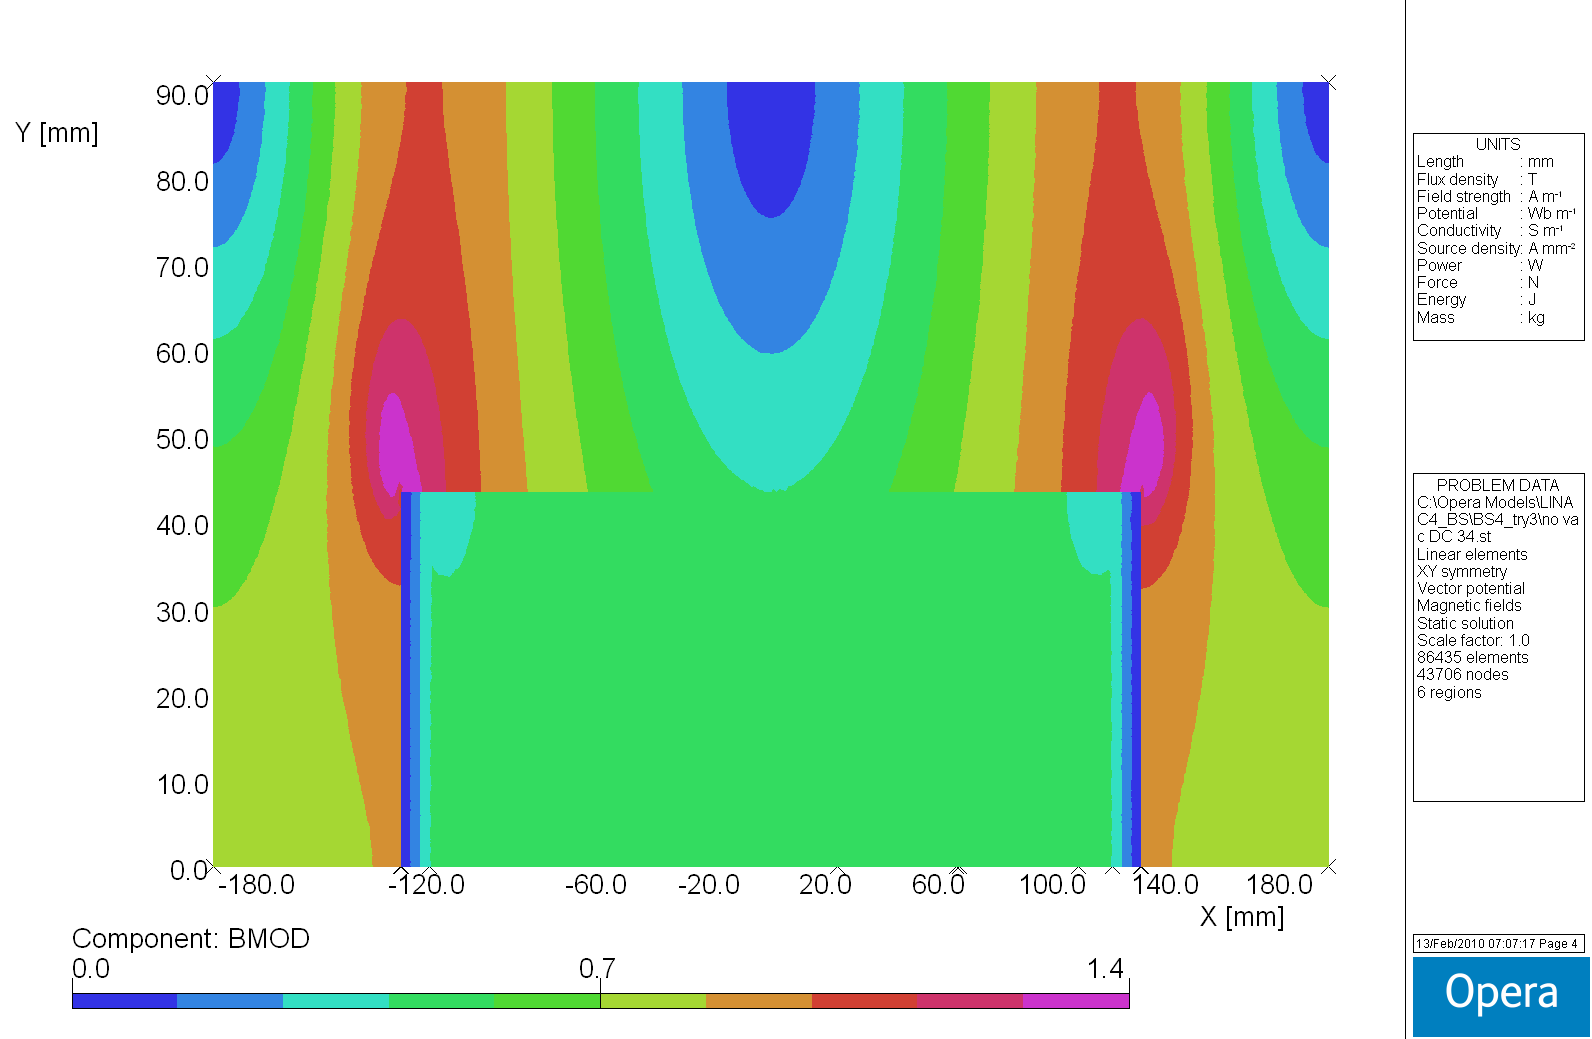 Y [mm]
90.0
80.0
70.0
60.0
50.0
40.0
30.0
20.0
10.0
0.0
-180.0 -120.0 -60.0 -20.0 20.0 60.0 100.0 140.0 180.0
X [mm]
Component: BMOD
0.0 0.7 1.4
UNITS
Length : mm
Flux density : T
Field strength : A m⁻¹
Potential : Wb m⁻¹
Conductivity : S m⁻¹
Source density: A mm⁻²
Power : W
Force : N
Energy : J
Mass : kg
PROBLEM DATA
C:\Opera Models\LINA
C4_BS\BS4_try3\no va
c DC 34.st
Linear elements
XY symmetry
Vector potential
Magnetic fields
Static solution
Scale factor: 1.0
86435 elements
43706 nodes
6 regions
13/Feb/2010 07:07:17 Page 4
Opera